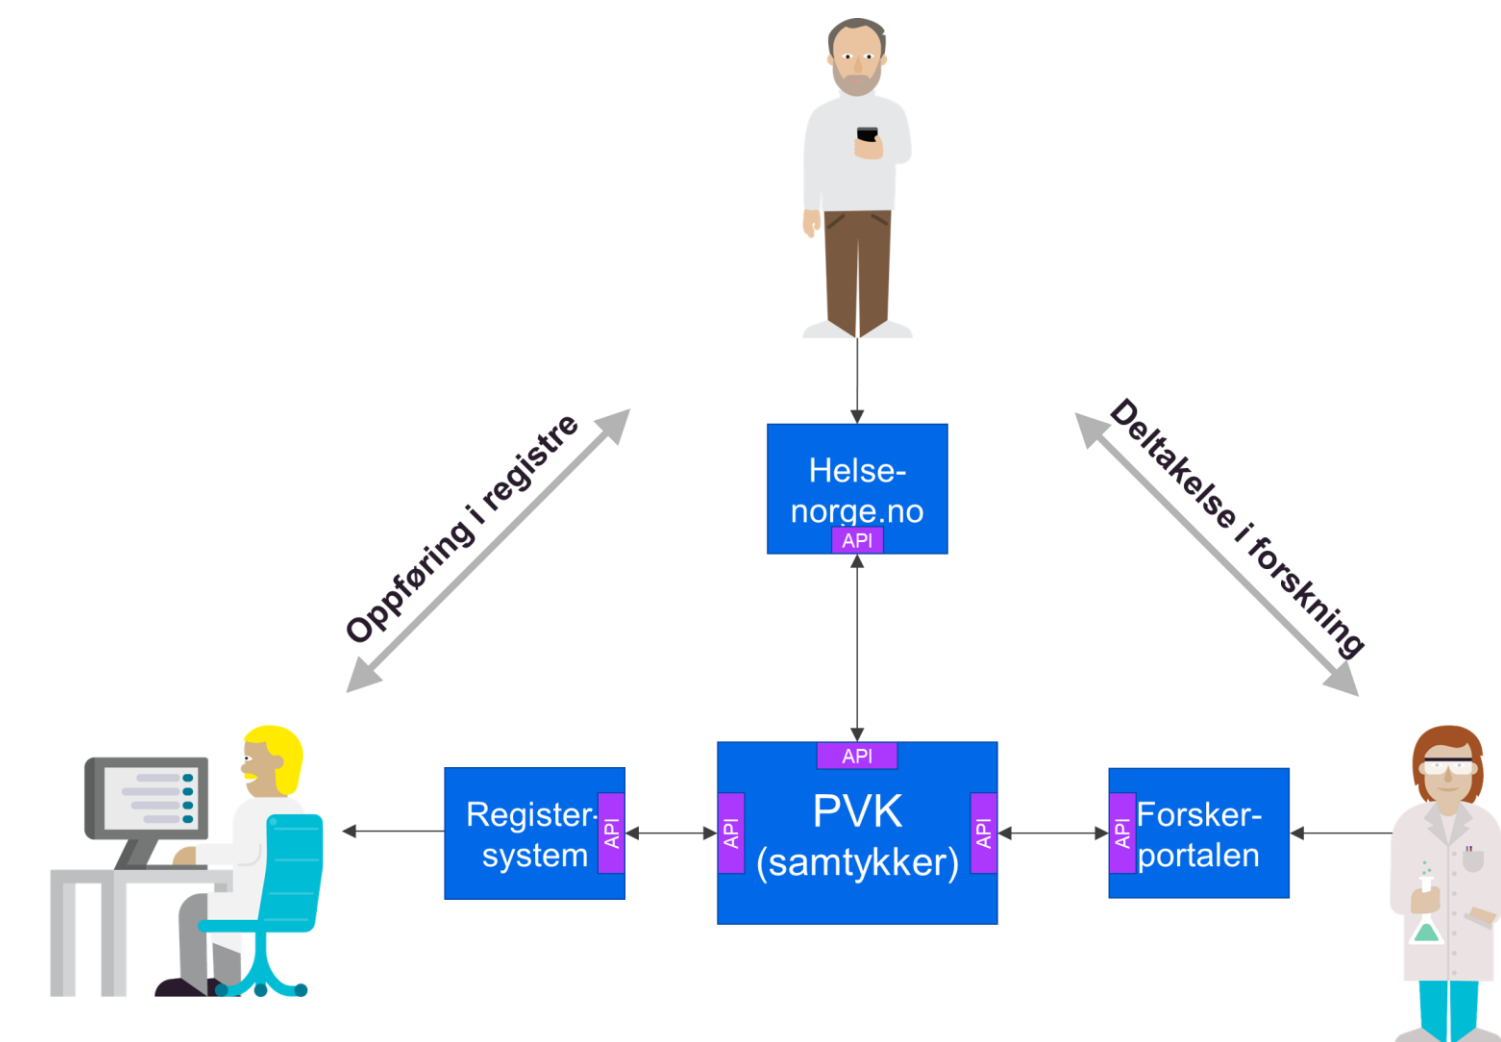 Oppføring i registre
Deltakelse i forskning
Helse-
norge.no
API
API
Register-
system
API
API
PVK
(samtykker)
API
API
Forsker-
portalen